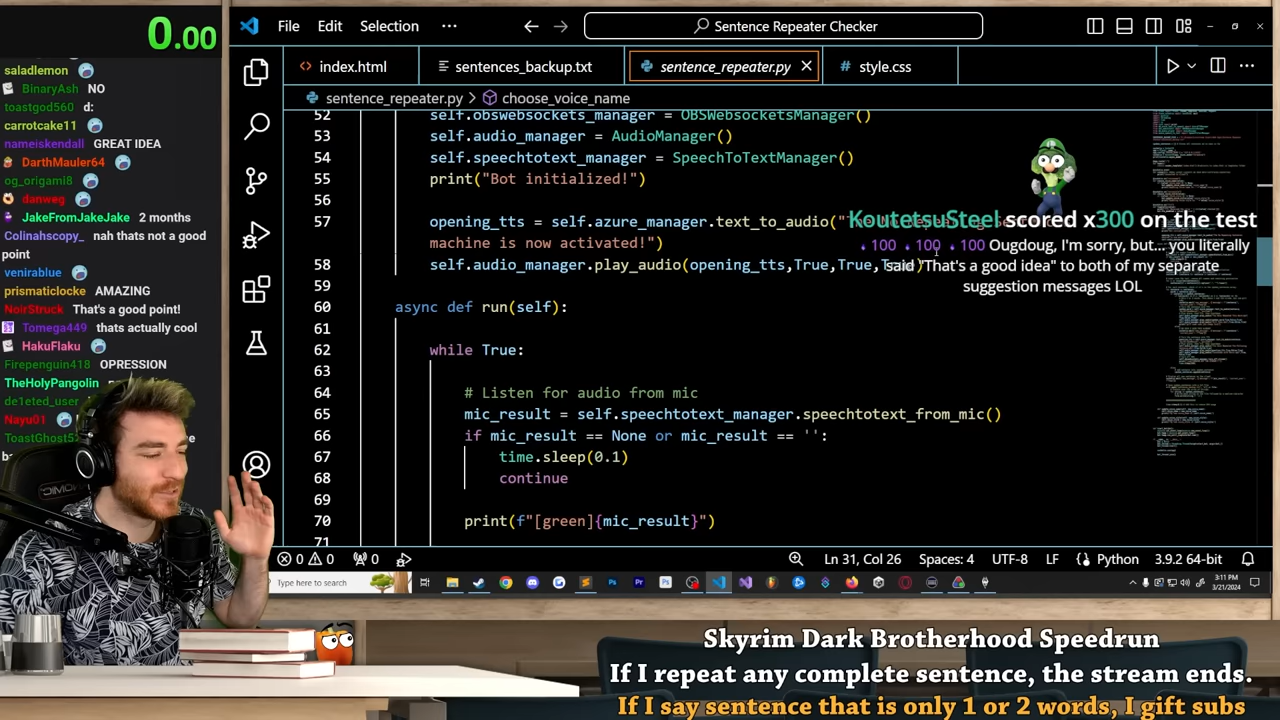 0.00
saladlemon
BinaryAsh NO
toastgod560 d:
carrotcake11
nameiskendall GREAT IDEA
DarthMauler64
og_origami8
danweg
JakeFromJakeJake 2 months
Colinahscopy_ nah thats not a good
point
venirablue
prismaticlocke AMAZING
NoirStruck That's a good point!
Tomega449 thats actually cool
HakuFlaku
Firepenguin418 OPRESSION
TheHolyPangolin
de1eted_user
Nayu01
File Edit Selection ···
Sentence Repeater Checker
index.html
sentences_backup.txt
sentence_repeater.py
style.css
sentence_repeater.py > choose_voice_name
52 self.obswebsockets_manager = OBSWebsocketsManager()
53 self.audio_manager = AudioManager()
54 self.speechtotext_manager = SpeechToTextManager()
55 print("Bot initialized!")
56
57 opening_tts = self.azure_manager.text_to_audio("
machine is now activated!")
58 self.audio_manager.play_audio(opening_tts,True,True,
59
60 async def run(self):
61
62 while True:
63
64 # Listen for audio from mic
65 mic_result = self.speechtotext_manager.speechtotext_from_mic()
66 if mic_result == None or mic_result == '':
67 time.sleep(0.1)
68 continue
69
70 print(f"[green]{mic_result}")
71
KoutetsuSteel scored x300 on the test
100 100 100 Ougdoug, I'm sorry, but... you literally
said "That's a good idea" to both of my separate
suggestion messages LOL
0 0 0 Ln 31, Col 26 Spaces: 4 UTF-8 LF Python 3.9.2 64-bit
Type here to search
3:11 PM
3/21/2024
Skyrim Dark Brotherhood Speedrun
If I repeat any complete sentence, the stream ends.
If I say sentence that is only 1 or 2 words, I gift subs